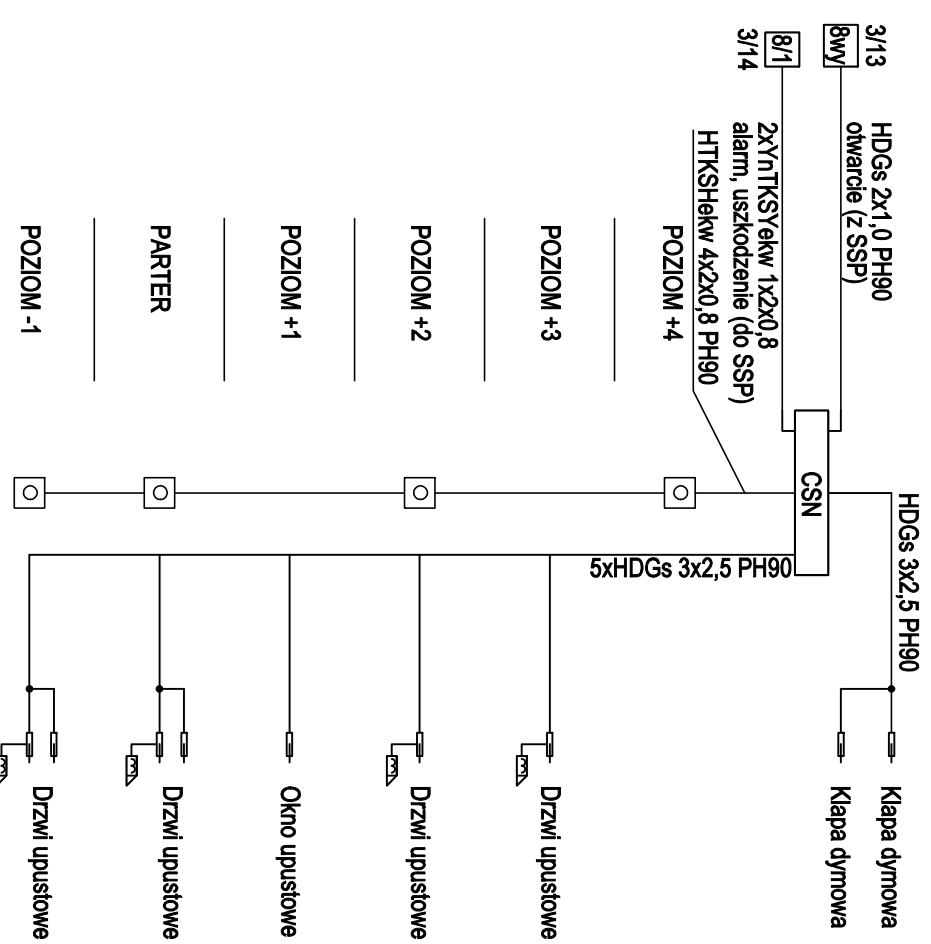 3/13
8wy
HDGs 2x1,0 PH90
otwarcie (z SSP)
8/1
3/14
2xYnTKSYekw 1x2x0,8
alarm, uszkodzenie (do SSP)
HTKSHekw 4x2x0,8 PH90
CSN
HDGs 3x2,5 PH90
5xHDGs 3x2,5 PH90
Klapa dymowa
Klapa dymowa
POZIOM +4
POZIOM +3
Drzwi upustowe
POZIOM +2
Drzwi upustowe
POZIOM +1
Okno upustowe
PARTER
Drzwi upustowe
POZIOM -1
Drzwi upustowe